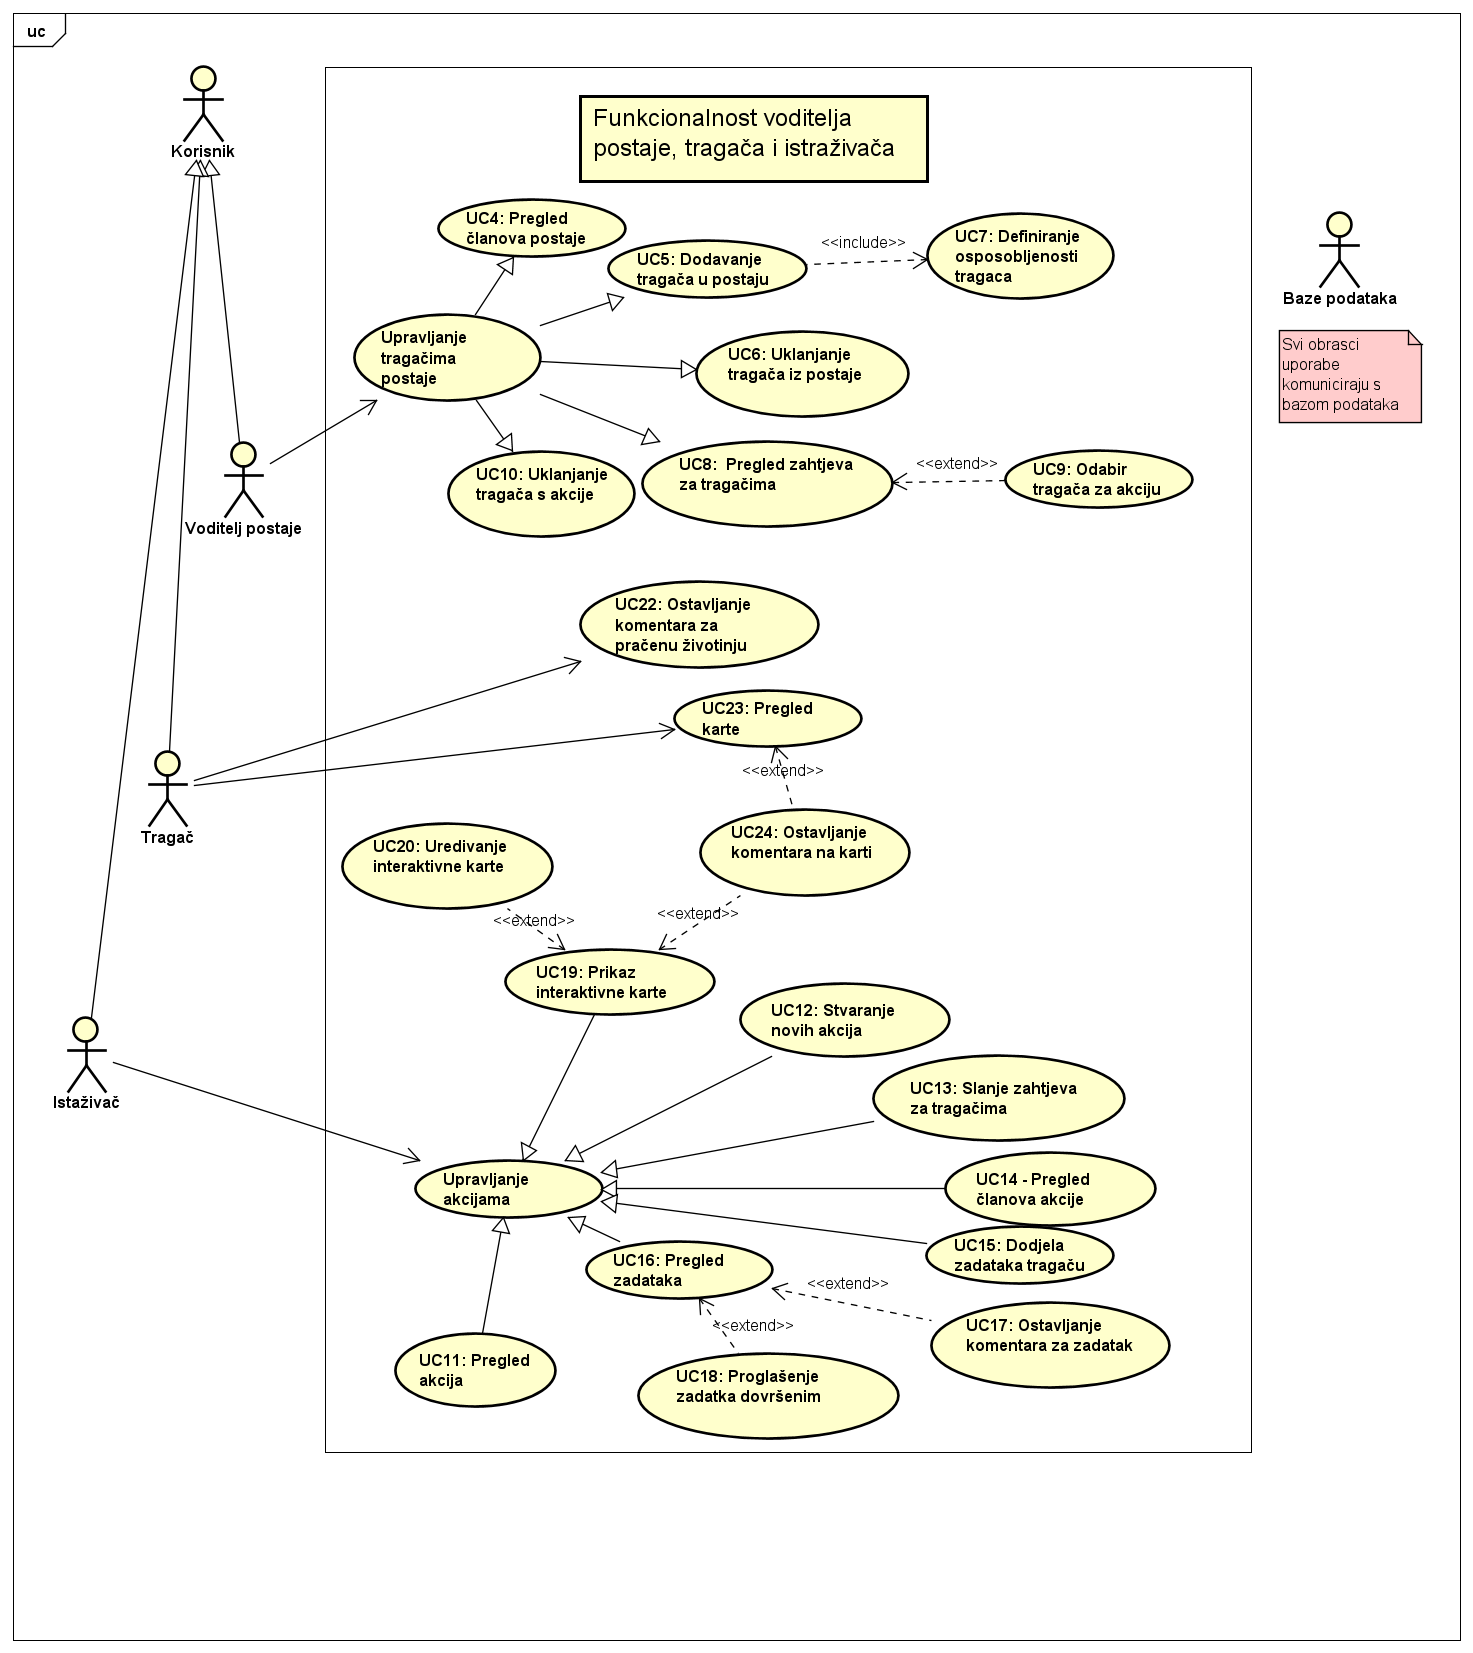 uc
Korisnik
Funkcionalnost voditelja
postaje, tragača i istraživača
UC4: Pregled
članova postaje
UC5: Dodavanje
tragača u postaju
<<include>>
UC7: Definiranje
osposobljenosti
tragaca
Baze podataka
Svi obrasci
uporabe
komuniciraju s
bazom podataka
Upravljanje
tragačima
postaje
UC6: Uklanjanje
tragača iz postaje
UC10: Uklanjanje
tragača s akcije
UC8:  Pregled zahtjeva
za tragačima
<<extend>>
UC9: Odabir
tragača za akciju
Voditelj postaje
UC22: Ostavljanje
komentara za
pračenu životinju
UC23: Pregled
karte
<<extend>>
Tragač
UC20: Uredivanje
interaktivne karte
UC24: Ostavljanje
komentara na karti
<<extend>>
<<extend>>
UC19: Prikaz
interaktivne karte
UC12: Stvaranje
novih akcija
Istaživač
UC13: Slanje zahtjeva
za tragačima
Upravljanje
akcijama
UC14 - Pregled
članova akcije
UC15: Dodjela
zadataka tragaču
UC16: Pregled
zadataka
<<extend>>
<<extend>>
UC17: Ostavljanje
komentara za zadatak
UC11: Pregled
akcija
UC18: Proglašenje
zadatka dovršenim